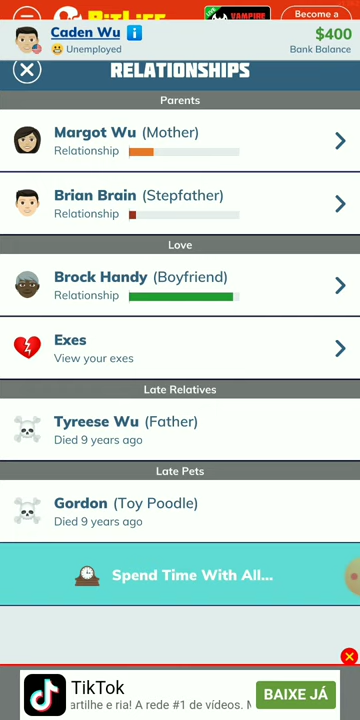 BitLife
LIVE
VAMPIRE
Become a
Caden Wu
Unemployed
$400
Bank Balance
RELATIONSHIPS
Parents
Margot Wu (Mother)
Relationship
Brian Brain (Stepfather)
Relationship
Love
Brock Handy (Boyfriend)
Relationship
Exes
View your exes
Late Relatives
Tyreese Wu (Father)
Died 9 years ago
Late Pets
Gordon (Toy Poodle)
Died 9 years ago
Spend Time With All...
TikTok
artilhe e ria! A rede #1 de vídeos.
BAIXE JÁ